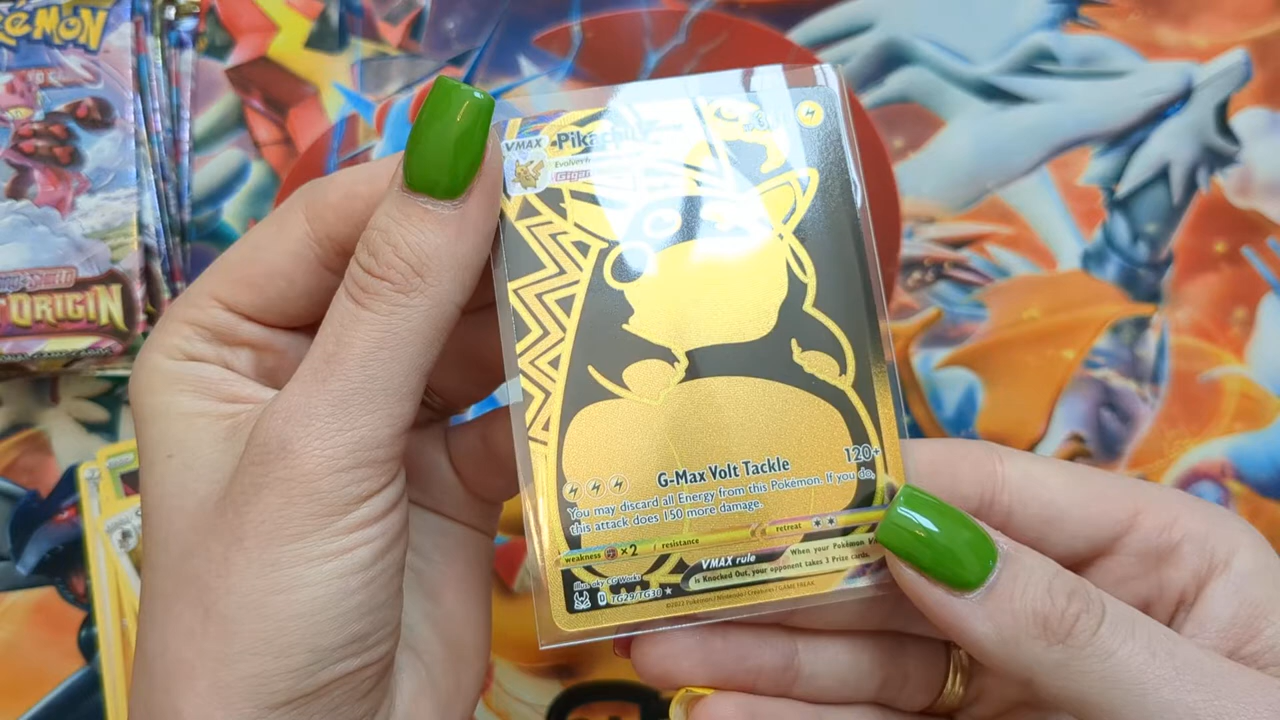 POKÉMON
ORIGIN
VMAX Pikachu
G-Max Volt Tackle 120+
You may discard all Energy from this Pokémon. If you do,
this attack does 150 more damage.
weakness ×2 resistance retreat
VMAX rule When your Pokémon
is Knocked Out, your opponent takes 3 Prize cards.
Illus. aky CG Works
TG29/TG30
©2022 Pokémon / Nintendo / Creatures / GAME FREAK